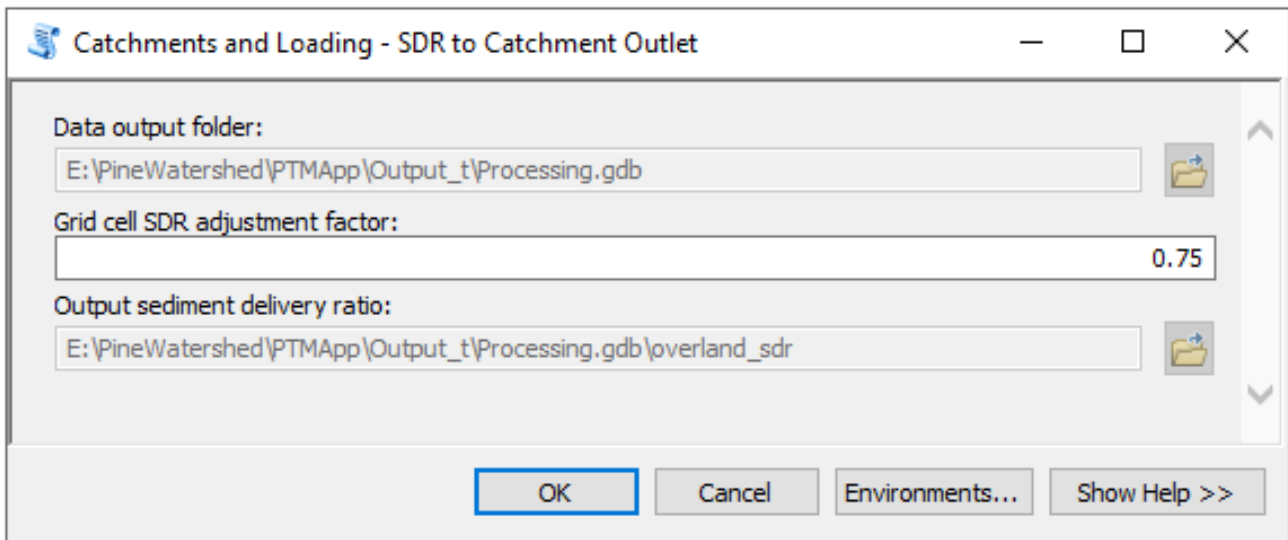 Catchments and Loading - SDR to Catchment Outlet
Data output folder:
E:\PineWatershed\PTMApp\Output_t\Processing.gdb
Grid cell SDR adjustment factor:
0.75
Output sediment delivery ratio:
E:\PineWatershed\PTMApp\Output_t\Processing.gdb\overland_sdr
OK Cancel Environments... Show Help >>